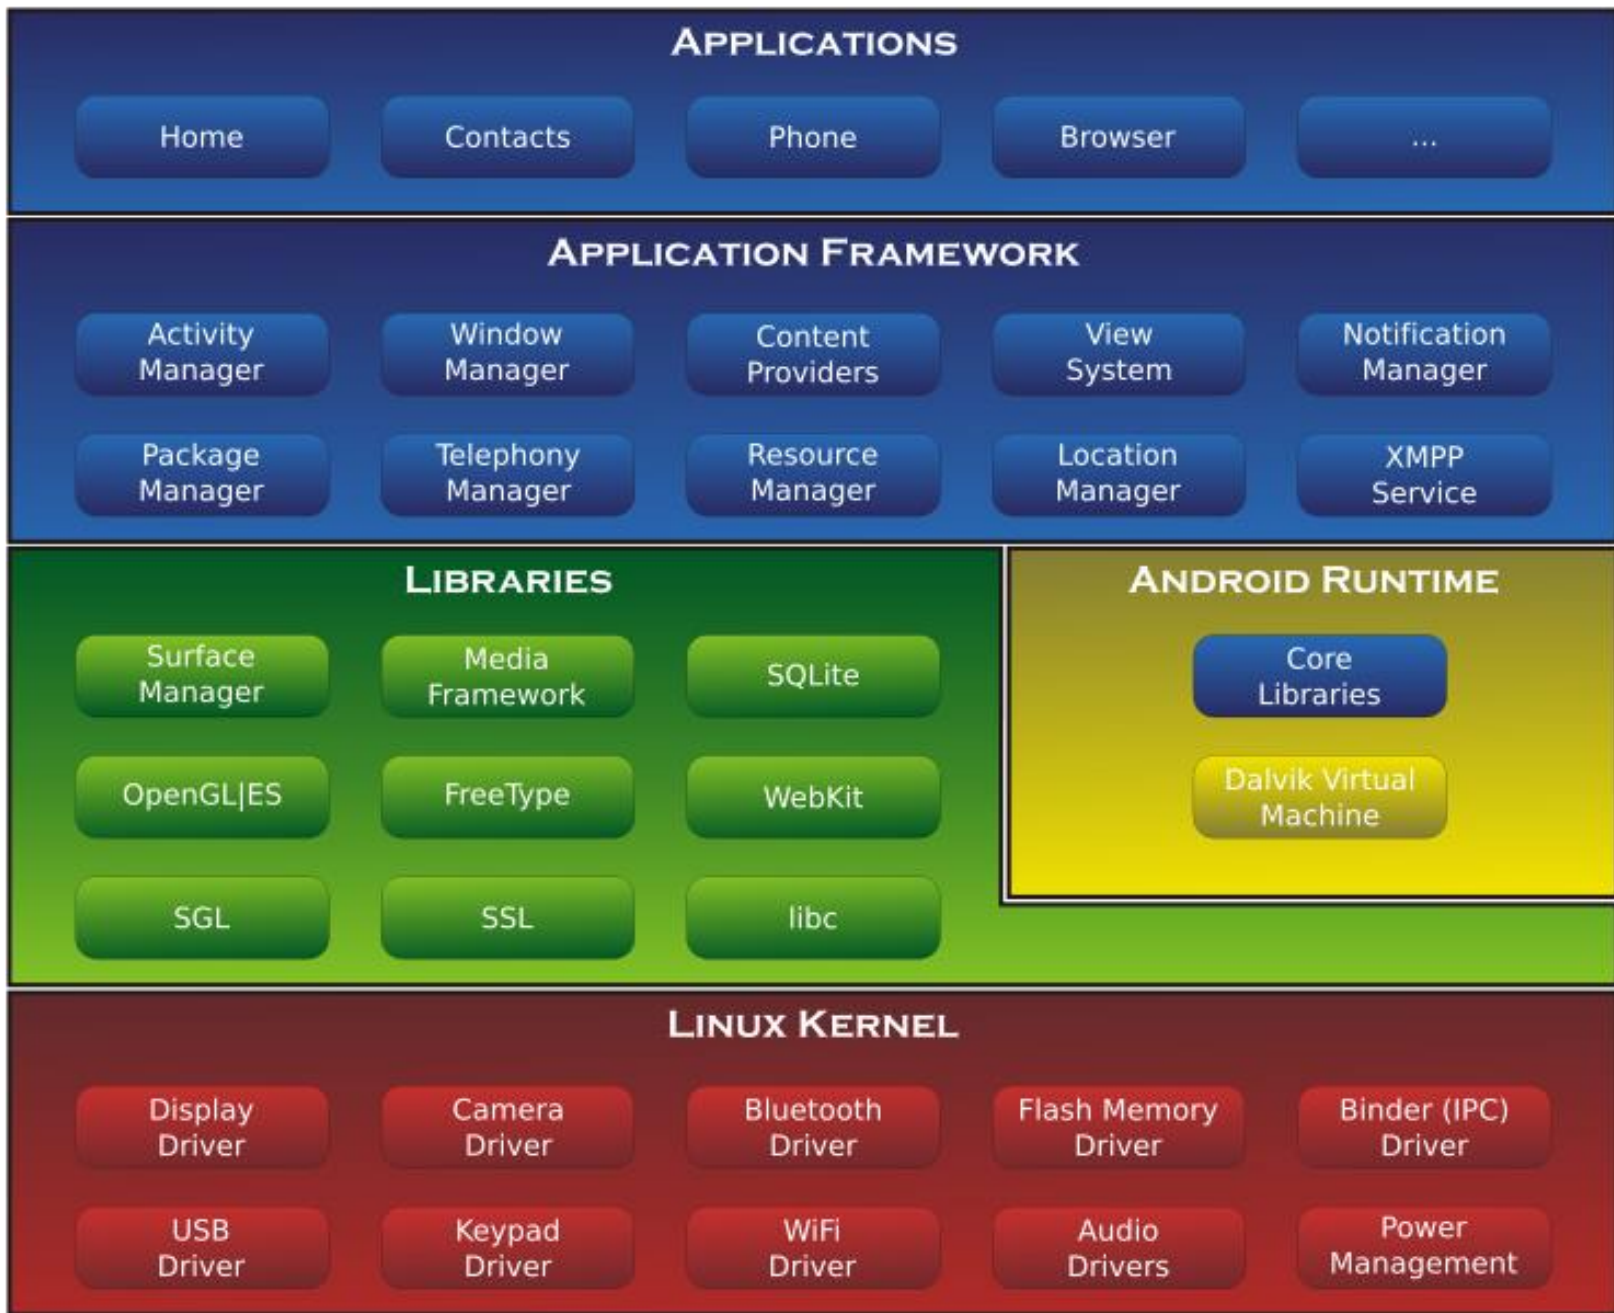 APPLICATIONS
Home
Contacts
Phone
Browser
...
APPLICATION FRAMEWORK
Activity
Manager
Window
Manager
Content
Providers
View
System
Notification
Manager
Package
Manager
Telephony
Manager
Resource
Manager
Location
Manager
XMPP
Service
LIBRARIES
Surface
Manager
Media
Framework
SQLite
OpenGL|ES
FreeType
WebKit
SGL
SSL
libc
ANDROID RUNTIME
Core
Libraries
Dalvik Virtual
Machine
LINUX KERNEL
Display
Driver
Camera
Driver
Bluetooth
Driver
Flash Memory
Driver
Binder (IPC)
Driver
USB
Driver
Keypad
Driver
WiFi
Driver
Audio
Drivers
Power
Management